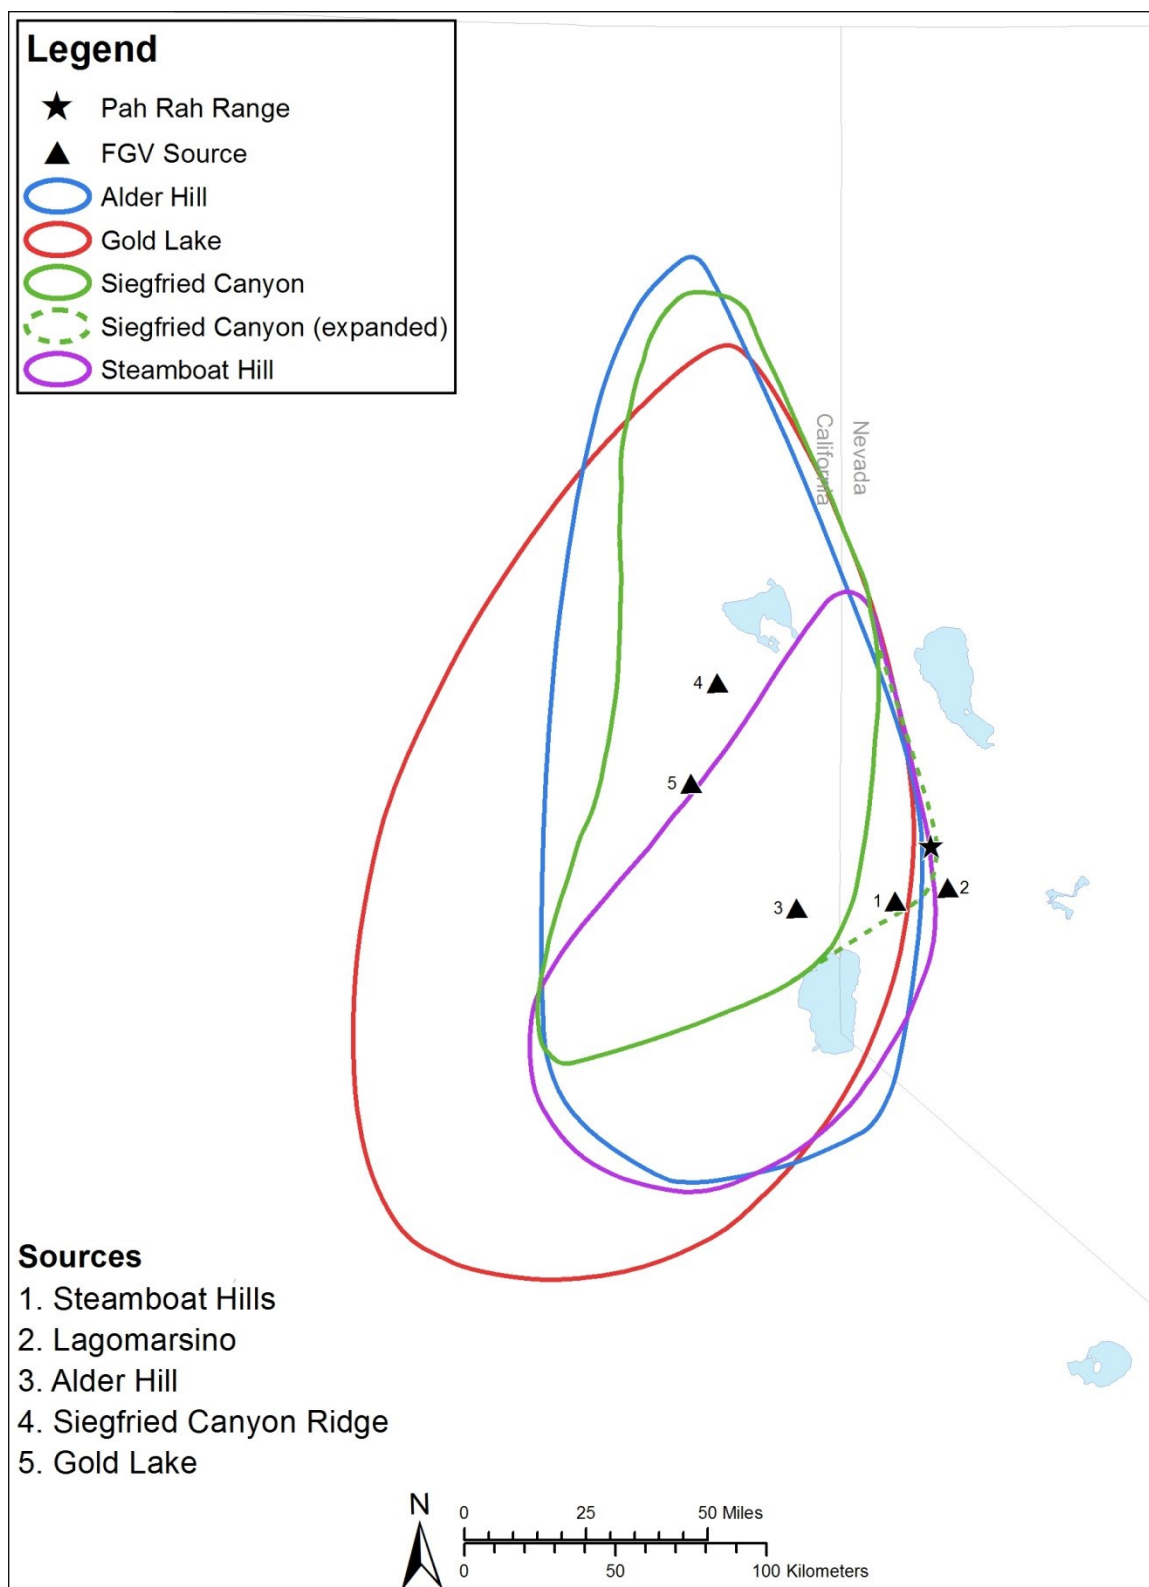 Legend
Pah Rah Range
FGV Source
Alder Hill
Gold Lake
Siegfried Canyon
Siegfried Canyon (expanded)
Steamboat Hill
Nevada
California
4
5
3
1
2
Sources
1. Steamboat Hills
2. Lagomarsino
3. Alder Hill
4. Siegfried Canyon Ridge
5. Gold Lake
N
0 25 50 Miles
0 50 100 Kilometers